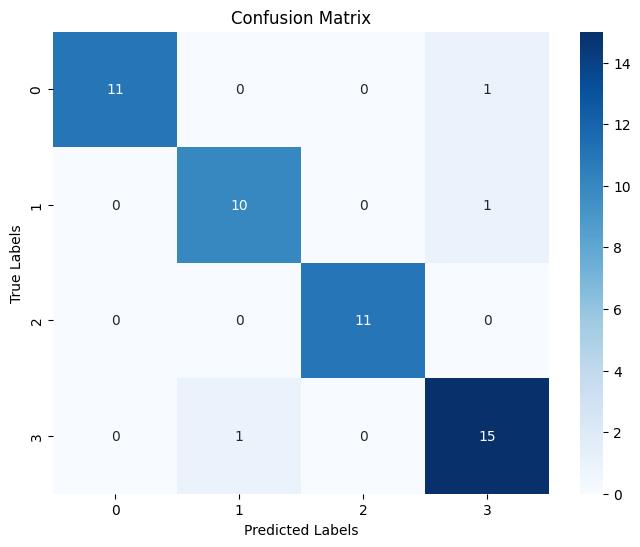 Confusion Matrix
True Labels
0 11 0 0 1
1 0 10 0 1
2 0 0 11 0
3 0 1 0 15
0 1 2 3
Predicted Labels
14
12
10
8
6
4
2
0